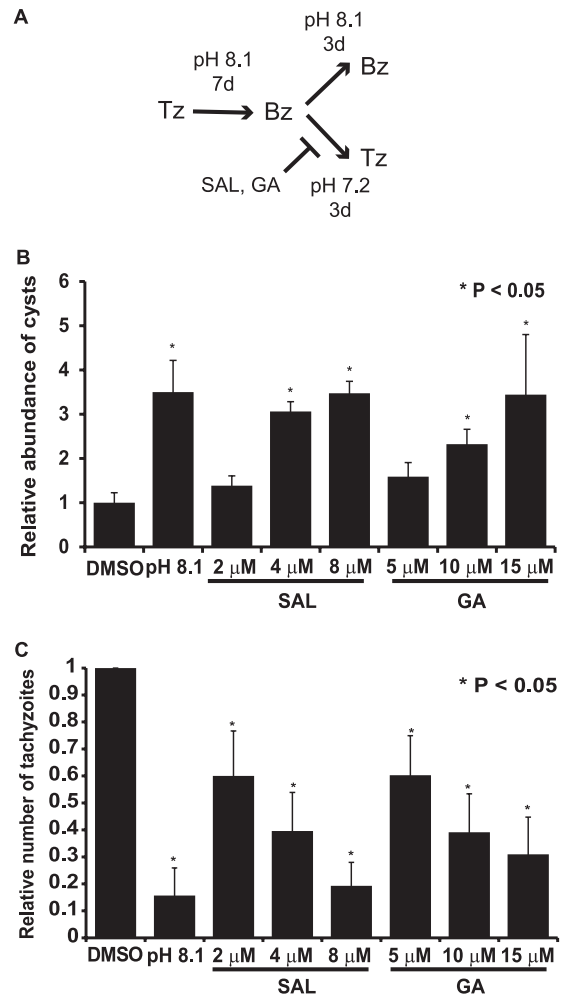 A
pH 8.1
3d
pH 8.1
7d
Bz
Tz
Bz
Tz
SAL, GA
pH 7.2
3d
B
* P < 0.05
Relative abundance of cysts
6
5
4
3
2
1
0
*
*
*
*
*
DMSO pH 8.1 2 μM 4 μM 8 μM 5 μM 10 μM 15 μM
SAL GA
C
* P < 0.05
Relative number of tachyzoites
1
0.9
0.8
0.7
0.6
0.5
0.4
0.3
0.2
0.1
0
*
*
*
*
*
*
*
DMSO pH 8.1 2 μM 4 μM 8 μM 5 μM 10 μM 15 μM
SAL GA